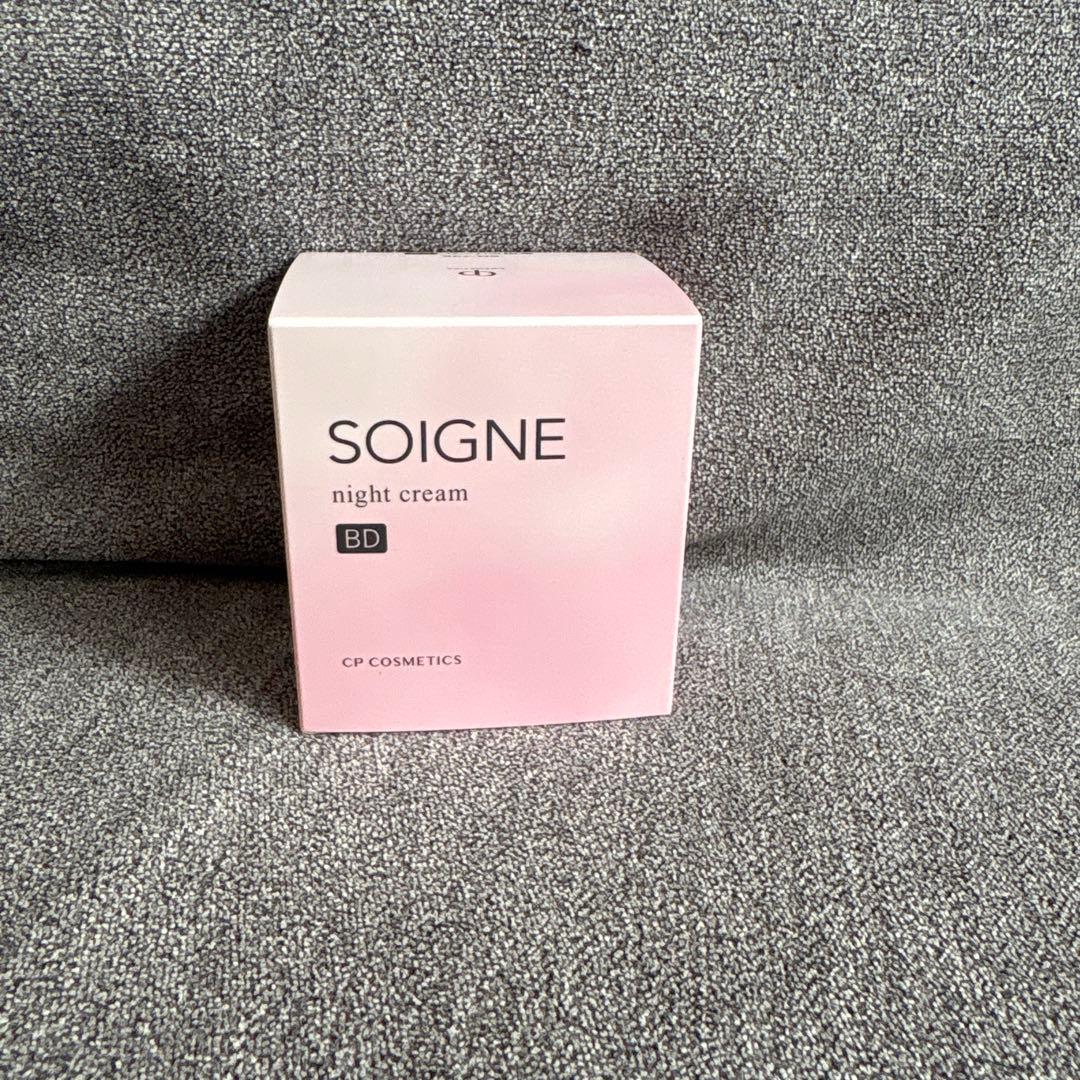 SOIGNE
night cream
BD
CP COSMETICS